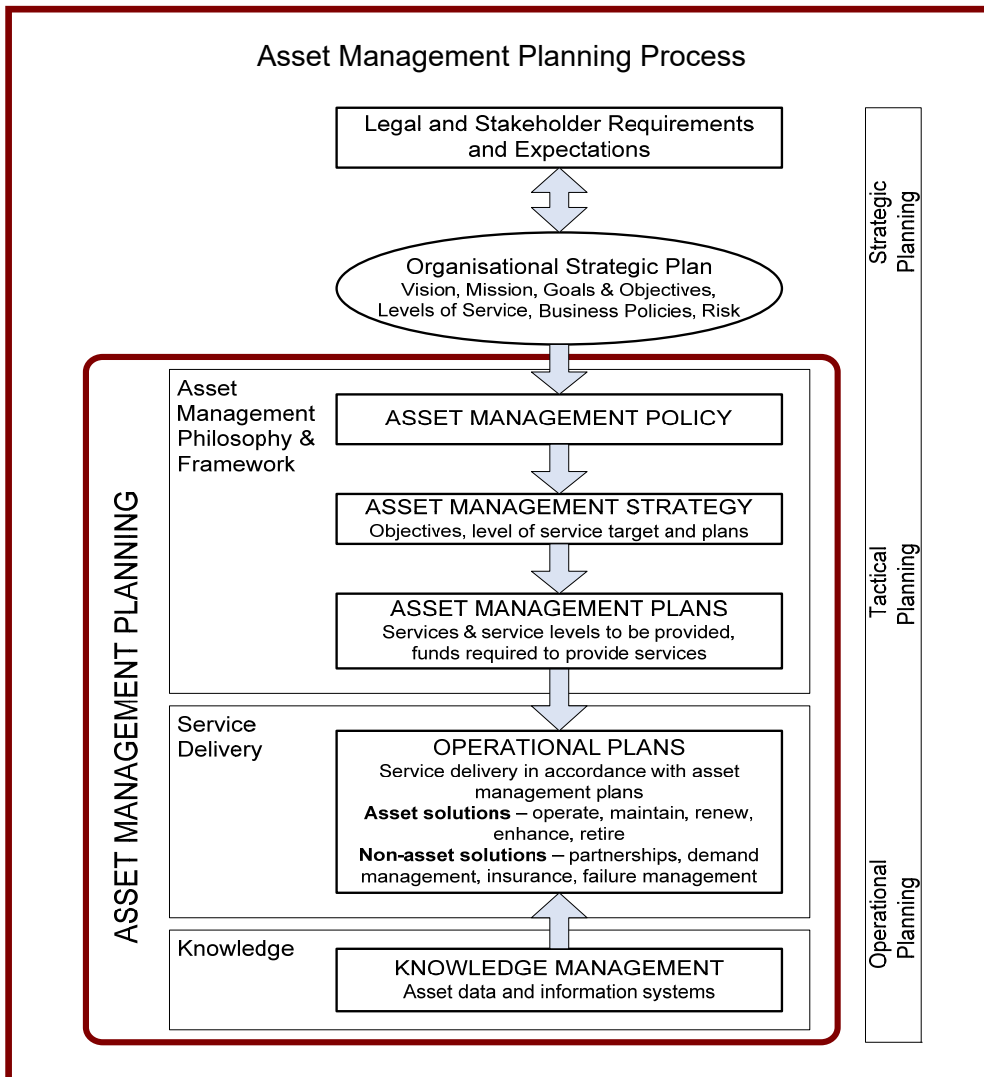 Asset Management Planning Process
Legal and Stakeholder Requirements
and Expectations
Organisational Strategic Plan
Vision, Mission, Goals & Objectives,
Levels of Service, Business Policies, Risk
Strategic
Planning
ASSET MANAGEMENT PLANNING
Asset
Management
Philosophy &
Framework
ASSET MANAGEMENT POLICY
ASSET MANAGEMENT STRATEGY
Objectives, level of service target and plans
ASSET MANAGEMENT PLANS
Services & service levels to be provided,
funds required to provide services
Tactical
Planning
Service
Delivery
OPERATIONAL PLANS
Service delivery in accordance with asset
management plans
Asset solutions – operate, maintain, renew,
enhance, retire
Non-asset solutions – partnerships, demand
management, insurance, failure management
Operational
Planning
Knowledge
KNOWLEDGE MANAGEMENT
Asset data and information systems